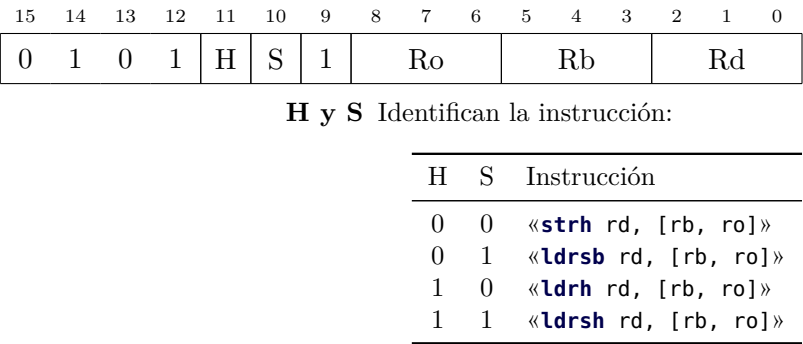 15 14 13 12 11 10 9 8 7 6 5 4 3 2 1 0
0 1 0 1 H S 1 Ro Rb Rd
H y S Identifican la instrucción:
H S Instrucción
0 0 «strh rd, [rb, ro]»
0 1 «ldrsb rd, [rb, ro]»
1 0 «ldrh rd, [rb, ro]»
1 1 «ldrsh rd, [rb, ro]»